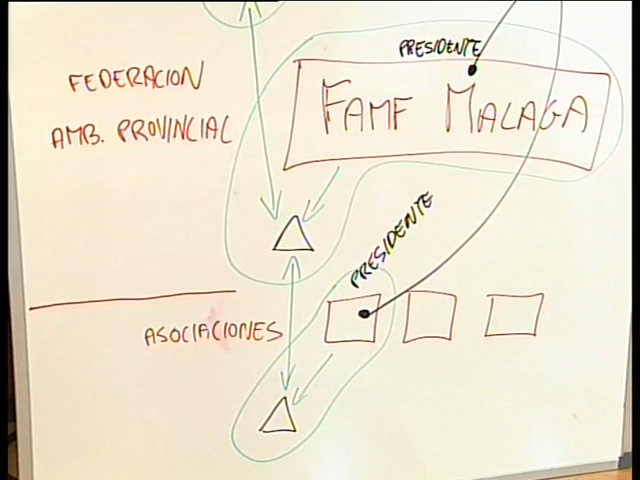 PRESIDENTE
FEDERACION
AMB. PROVINCIAL
FAMF MALAGA
PRESIDENTE
ASOCIACIONES